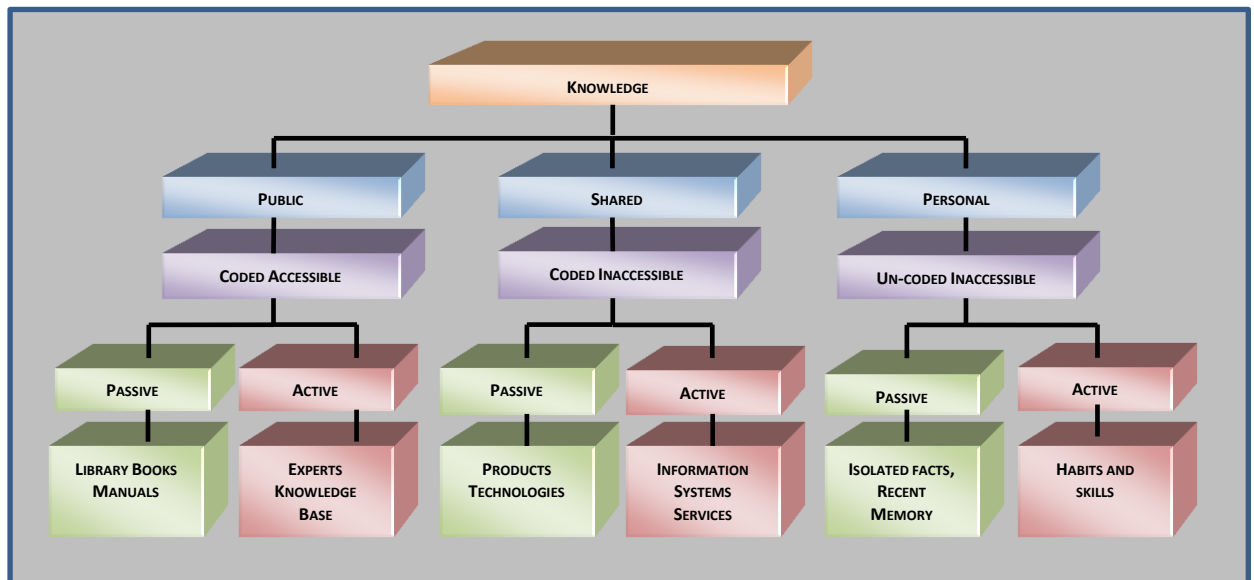 KNOWLEDGE
PUBLIC
SHARED
PERSONAL
CODED ACCESSIBLE
CODED INACCESSIBLE
UN-CODED INACCESSIBLE
PASSIVE
ACTIVE
PASSIVE
ACTIVE
PASSIVE
ACTIVE
LIBRARY BOOKS
MANUALS
EXPERTS
KNOWLEDGE
BASE
PRODUCTS
TECHNOLOGIES
INFORMATION
SYSTEMS
SERVICES
ISOLATED FACTS,
RECENT
MEMORY
HABITS AND
SKILLS